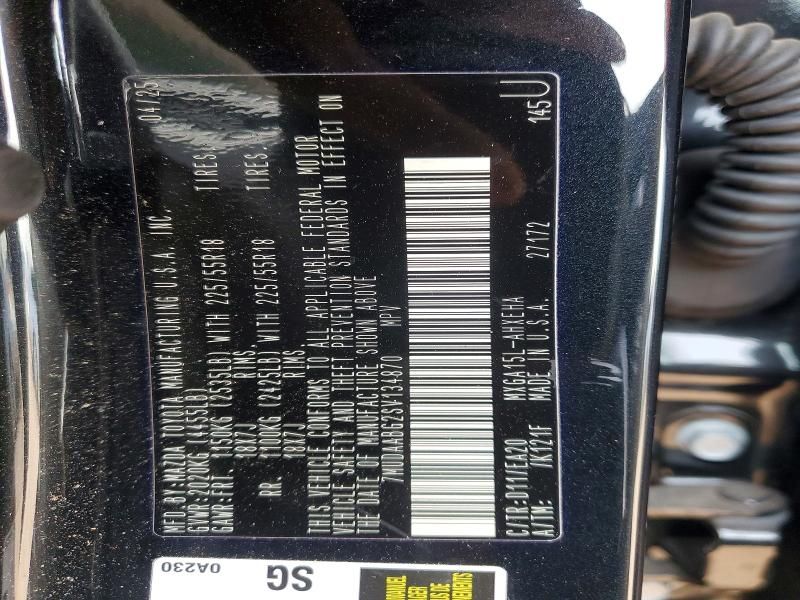 MFD.BY:MAZDA TOYOTA MANUFACTURING U.S.A. INC. 04/25
GVWR:2020KG (4455LB)
GAWR:FRT. 1150KG (2535LB) WITH 225/55R18 TIRES,
18X7J RIMS
RR. 1100KG (2425LB) WITH 225/55R18 TIRES,
18X7J RIMS
THIS VEHICLE CONFORMS TO ALL APPLICABLE FEDERAL MOTOR
VEHICLE SAFETY AND THEFT PREVENTION STANDARDS IN EFFECT ON
THE DATE OF MANUFACTURE SHOWN ABOVE
7MUDAABG2SV134970 MPV
C/TR:D11/EA20 MXGA15L-AHXEHA
A/TM: /K121F MADE IN U.S.A. 27172 145U
SG
0A230